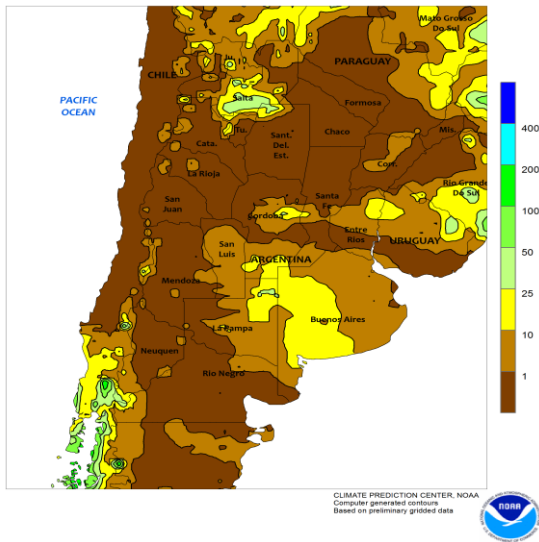 Mato Grosso
Do Sul
PARAGUAY
CHILE
Ju.
PACIFIC
OCEAN
Salta
Formosa
400
Tu.
Chaco
Mis.
Sant.
Del.
Est.
Cata.
Corr.
200
La Rioja
Rio Grande
Do Sul
San
Juan
Santa
Fe
100
Cordoba
Entre
Rios
URUGUAY
San
Luis
50
ARGENTINA
Mendoza
25
Buenos Aires
La Pampa
10
Neuquen
Rio Negro
1
CLIMATE PREDICTION CENTER, NOAA
Computer generated contours
Based on preliminary gridded data
NOAA